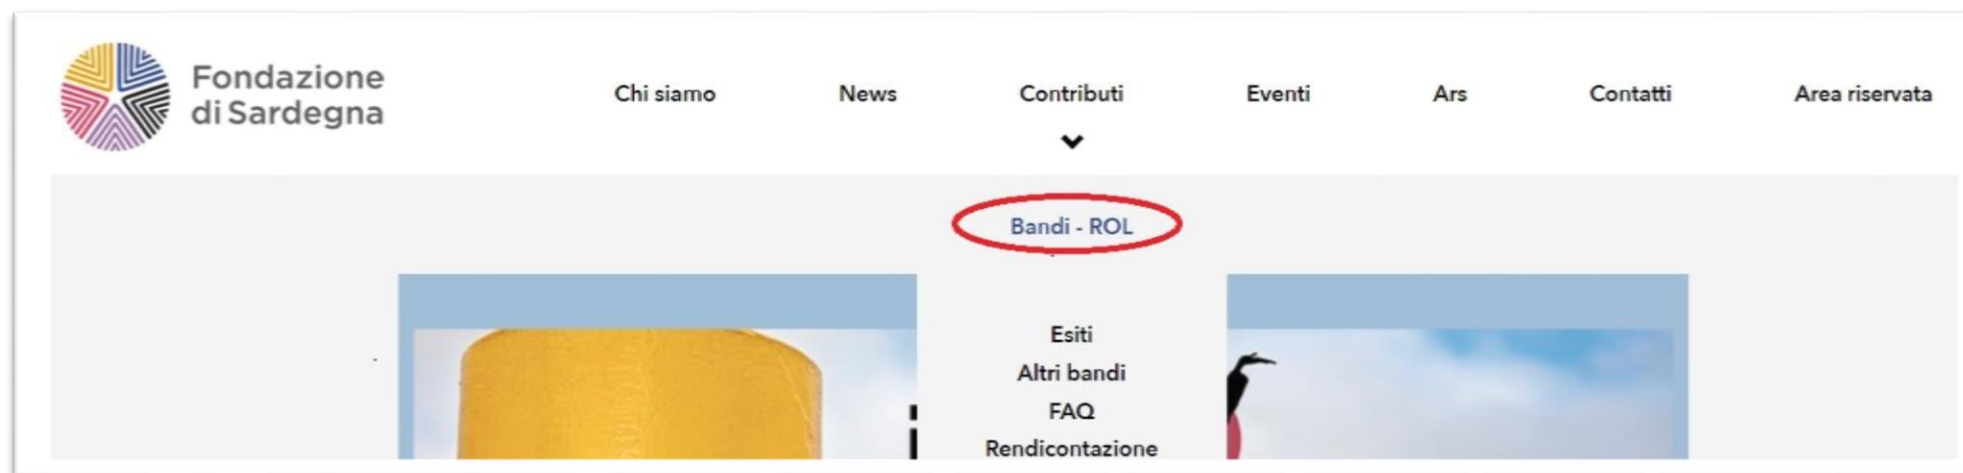 Fondazione
di Sardegna
Chi siamo
News
Contributi
Eventi
Ars
Contatti
Area riservata
Bandi - ROL
Esiti
Altri bandi
FAQ
Rendicontazione